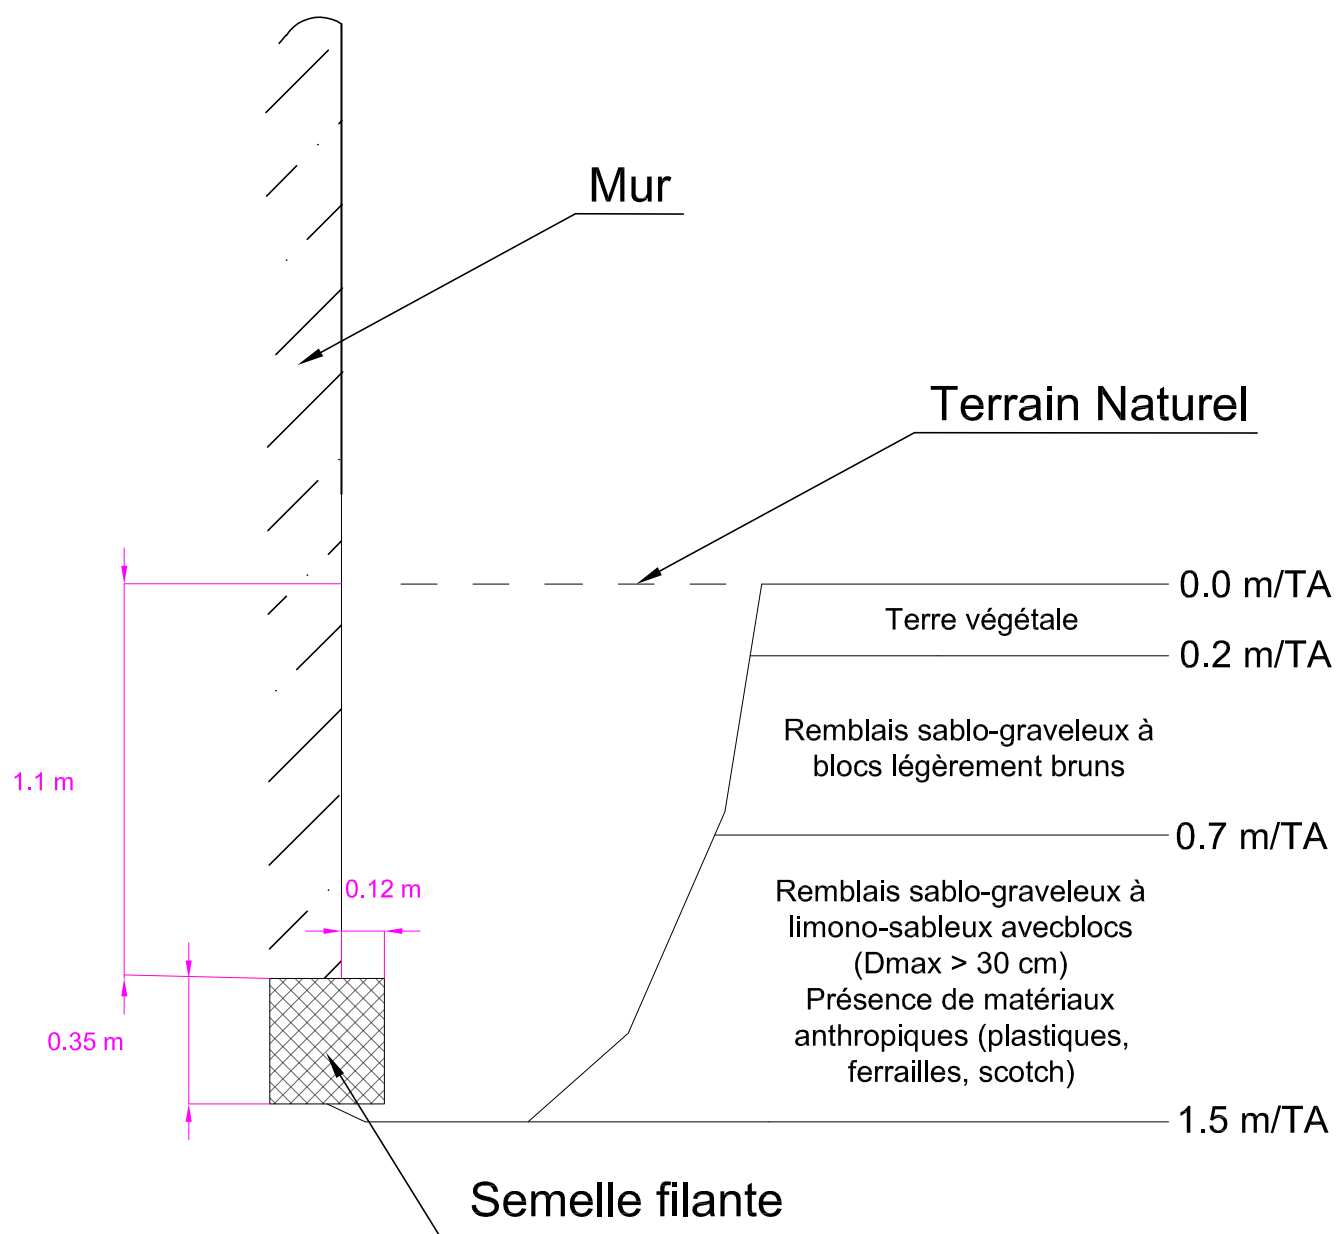 Mur
Terrain Naturel
0.0 m/TA
Terre végétale
0.2 m/TA
Remblais sablo-graveleux à
blocs légèrement bruns
1.1 m
0.7 m/TA
0.12 m
Remblais sablo-graveleux à
limono-sableux avecblocs
(Dmax > 30 cm)
Présence de matériaux
anthropiques (plastiques,
ferrailles, scotch)
0.35 m
1.5 m/TA
Semelle filante